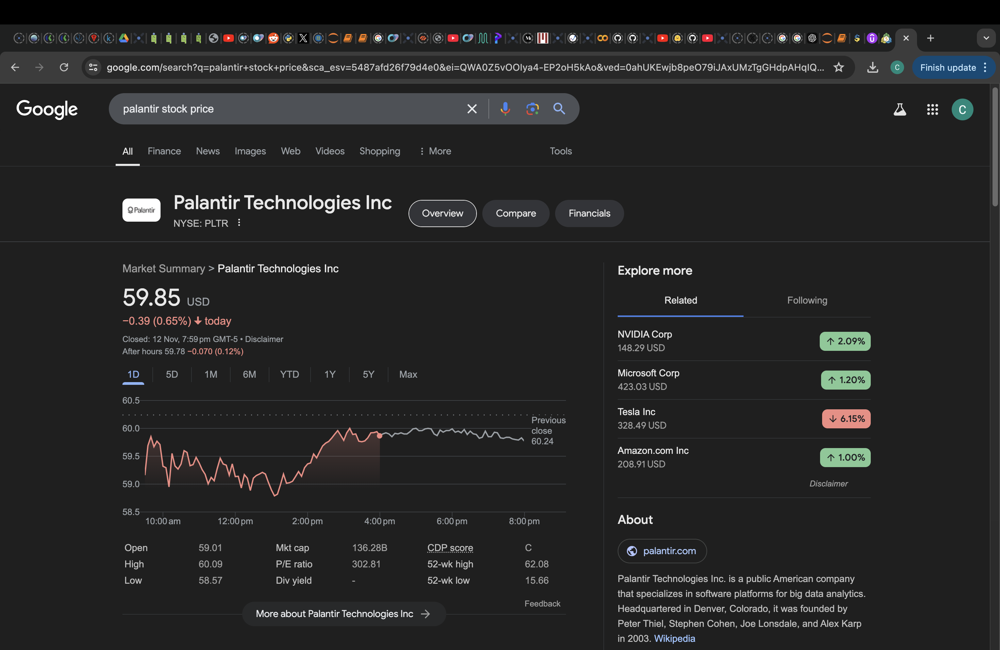 google.com/search?q=palantir+stock+price&sca_esv=5487afd26f79d4e0&ei=QWA0Z5vOOIya4-EP2oH5kAo&ved=0ahUKEwjb8peO79iJAxUMzTgGHdpAHqIQ...
C
Finish update
Google
palantir stock price
C
All
Finance
News
Images
Web
Videos
Shopping
More
Tools
Palantir
Palantir Technologies Inc
NYSE: PLTR
Overview
Compare
Financials
Market Summary > Palantir Technologies Inc
59.85 USD
−0.39 (0.65%) ↓ today
Closed: 12 Nov, 7:59 pm GMT-5 • Disclaimer
After hours 59.78 −0.070 (0.12%)
1D
5D
1M
6M
YTD
1Y
5Y
Max
60.5
60.0
59.5
59.0
58.5
Previous
close
60.24
10:00 am
12:00 pm
2:00 pm
4:00 pm
6:00 pm
8:00 pm
Open 59.01
High 60.09
Low 58.57
Mkt cap 136.28B
P/E ratio 302.81
Div yield -
CDP score C
52-wk high 62.08
52-wk low 15.66
Feedback
More about Palantir Technologies Inc →
Explore more
Related
Following
NVIDIA Corp
148.29 USD
↑ 2.09%
Microsoft Corp
423.03 USD
↑ 1.20%
Tesla Inc
328.49 USD
↓ 6.15%
Amazon.com Inc
208.91 USD
↑ 1.00%
Disclaimer
About
palantir.com
Palantir Technologies Inc. is a public American company
that specializes in software platforms for big data analytics.
Headquartered in Denver, Colorado, it was founded by
Peter Thiel, Stephen Cohen, Joe Lonsdale, and Alex Karp
in 2003. Wikipedia